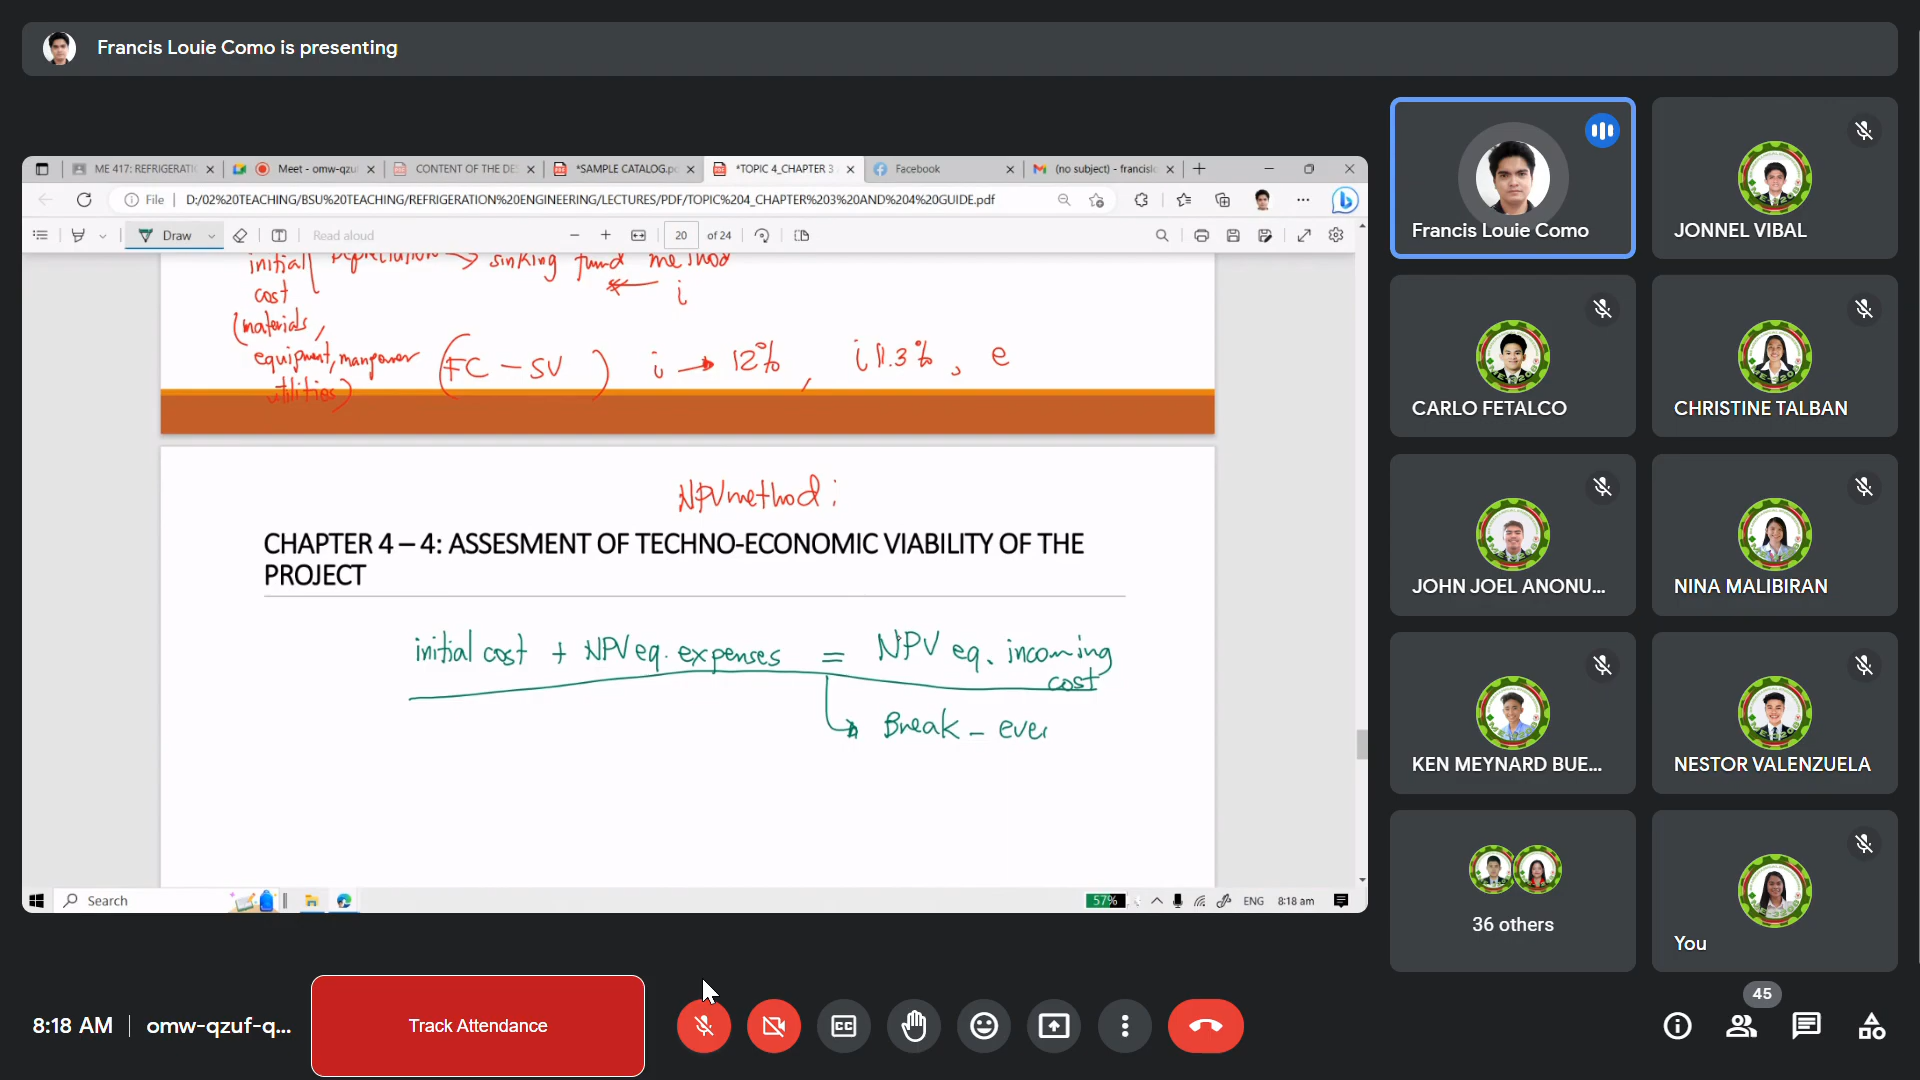 Francis Louie Como is presenting
ME 417: REFRIGERATI
Meet - omw-qzu
CONTENT OF THE DE
*SAMPLE CATALOG.p
*TOPIC 4_CHAPTER 3
Facebook
(no subject) - francislo
File
D:/02%20TEACHING/BSU%20TEACHING/REFRIGERATION%20ENGINEERING/LECTURES/PDF/TOPIC%204_CHAPTER%203%20AND%204%20GUIDE.pdf
Draw
Read aloud
20 of 24
initial Depreciation → sinking fund method
cost i
(materials,
equipment, manpower
utilities)
(FC - SV) i → 12%, i 11.3%, e
NPV method:
CHAPTER 4 – 4: ASSESMENT OF TECHNO-ECONOMIC VIABILITY OF THE
PROJECT
initial cost + NPV eq. expenses = NPV eq. incoming
cost
Break - eve
Search
57%
ENG
8:18 am
Francis Louie Como
JONNEL VIBAL
CARLO FETALCO
CHRISTINE TALBAN
JOHN JOEL ANONU...
NINA MALIBIRAN
KEN MEYNARD BUE...
NESTOR VALENZUELA
36 others
You
8:18 AM
omw-qzuf-q...
Track Attendance
45